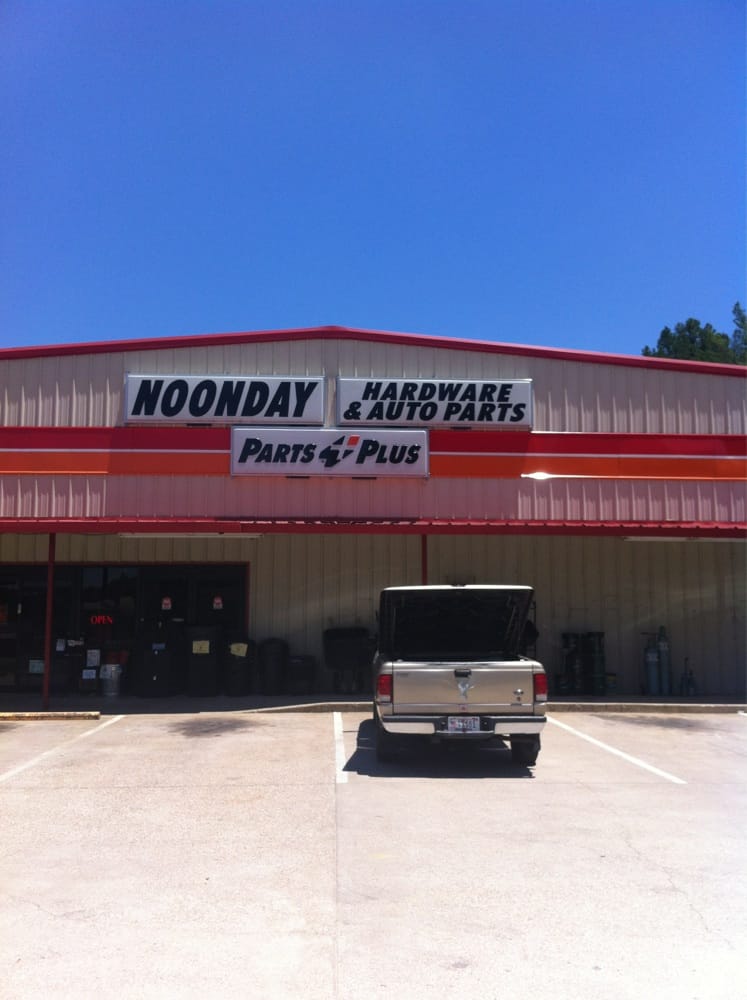 NOONDAY
HARDWARE
& AUTO PARTS
PARTS PLUS
OPEN